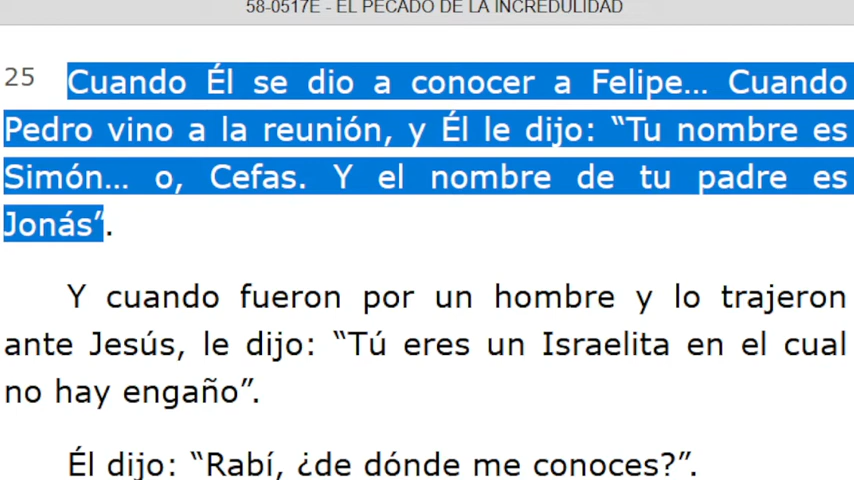 58-0517E - EL PECADO DE LA INCREDULIDAD
25 Cuando Él se dio a conocer a Felipe... Cuando
Pedro vino a la reunión, y Él le dijo: “Tu nombre es
Simón... o, Cefas. Y el nombre de tu padre es
Jonás”.
Y cuando fueron por un hombre y lo trajeron
ante Jesús, le dijo: “Tú eres un Israelita en el cual
no hay engaño”.
Él dijo: “Rabí, ¿de dónde me conoces?”.